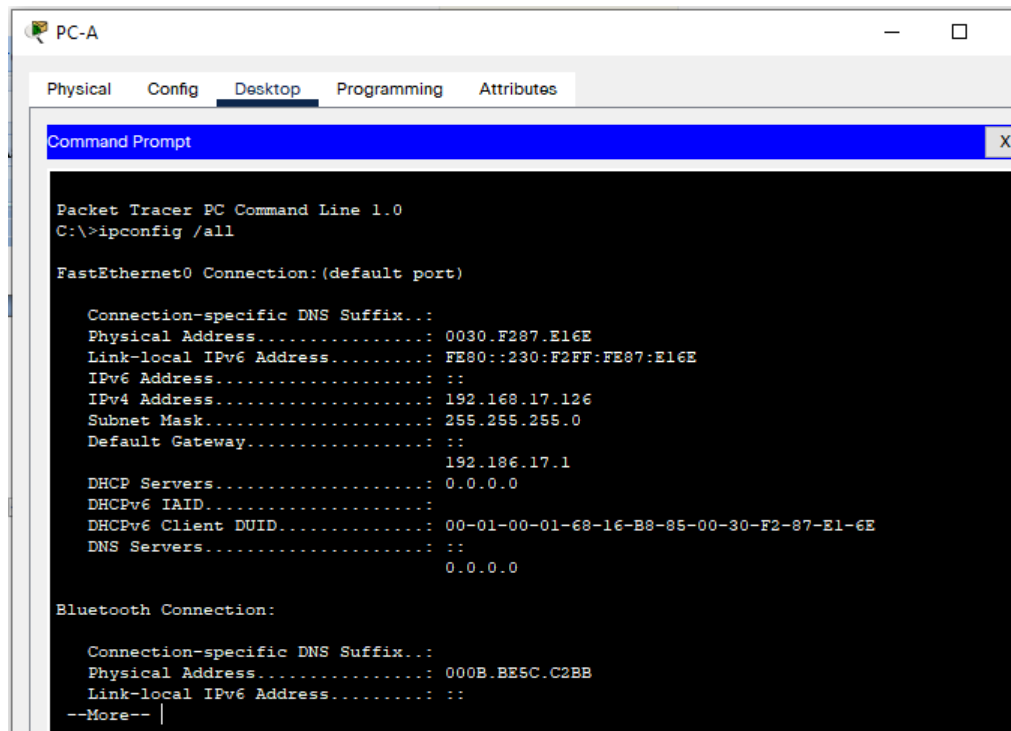 PC-A
Physical Config Desktop Programming Attributes
Command Prompt
X
Packet Tracer PC Command Line 1.0
C:\>ipconfig /all
FastEthernet0 Connection:(default port)
Connection-specific DNS Suffix..:
Physical Address................: 0030.F287.E16E
Link-local IPv6 Address.........: FE80::230:F2FF:FE87:E16E
IPv6 Address....................: ::
IPv4 Address....................: 192.168.17.126
Subnet Mask.....................: 255.255.255.0
Default Gateway.................: ::
192.186.17.1
DHCP Servers....................: 0.0.0.0
DHCPv6 IAID.....................:
DHCPv6 Client DUID..............: 00-01-00-01-68-16-B8-85-00-30-F2-87-E1-6E
DNS Servers.....................: ::
0.0.0.0
Bluetooth Connection:
Connection-specific DNS Suffix..:
Physical Address................: 000B.BE5C.C2BB
Link-local IPv6 Address.........: ::
--More--